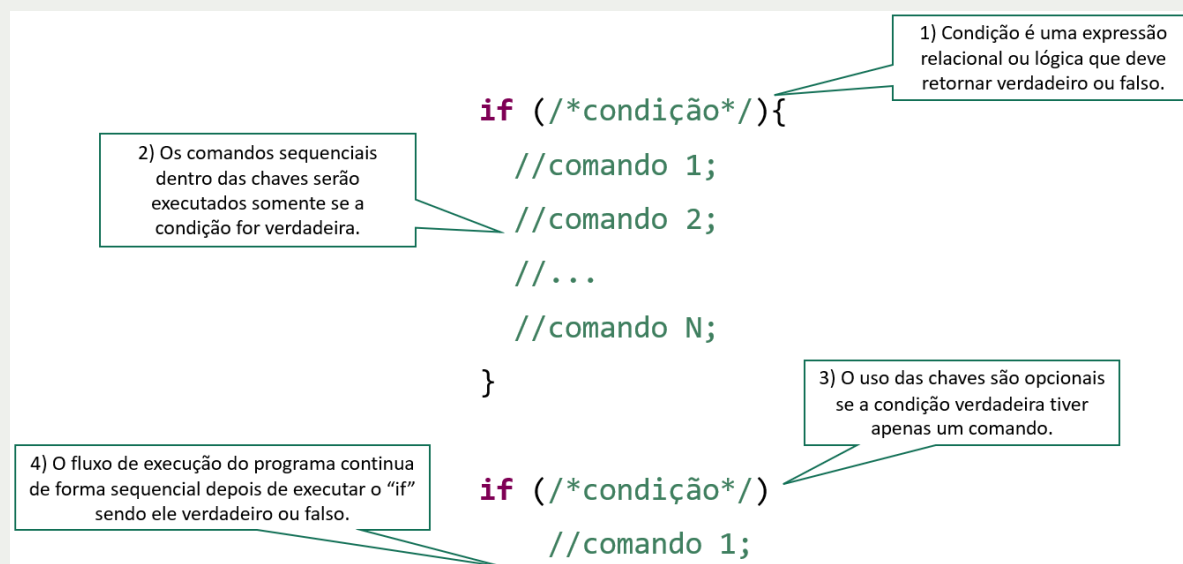 1) Condição é uma expressão
relacional ou lógica que deve
retornar verdadeiro ou falso.
if (/*condição*/){
2) Os comandos sequenciais
dentro das chaves serão
executados somente se a
condição for verdadeira.
//comando 1;
//comando 2;
//...
//comando N;
}
3) O uso das chaves são opcionais
se a condição verdadeira tiver
apenas um comando.
4) O fluxo de execução do programa continua
de forma sequencial depois de executar o “if”
sendo ele verdadeiro ou falso.
if (/*condição*/)
//comando 1;